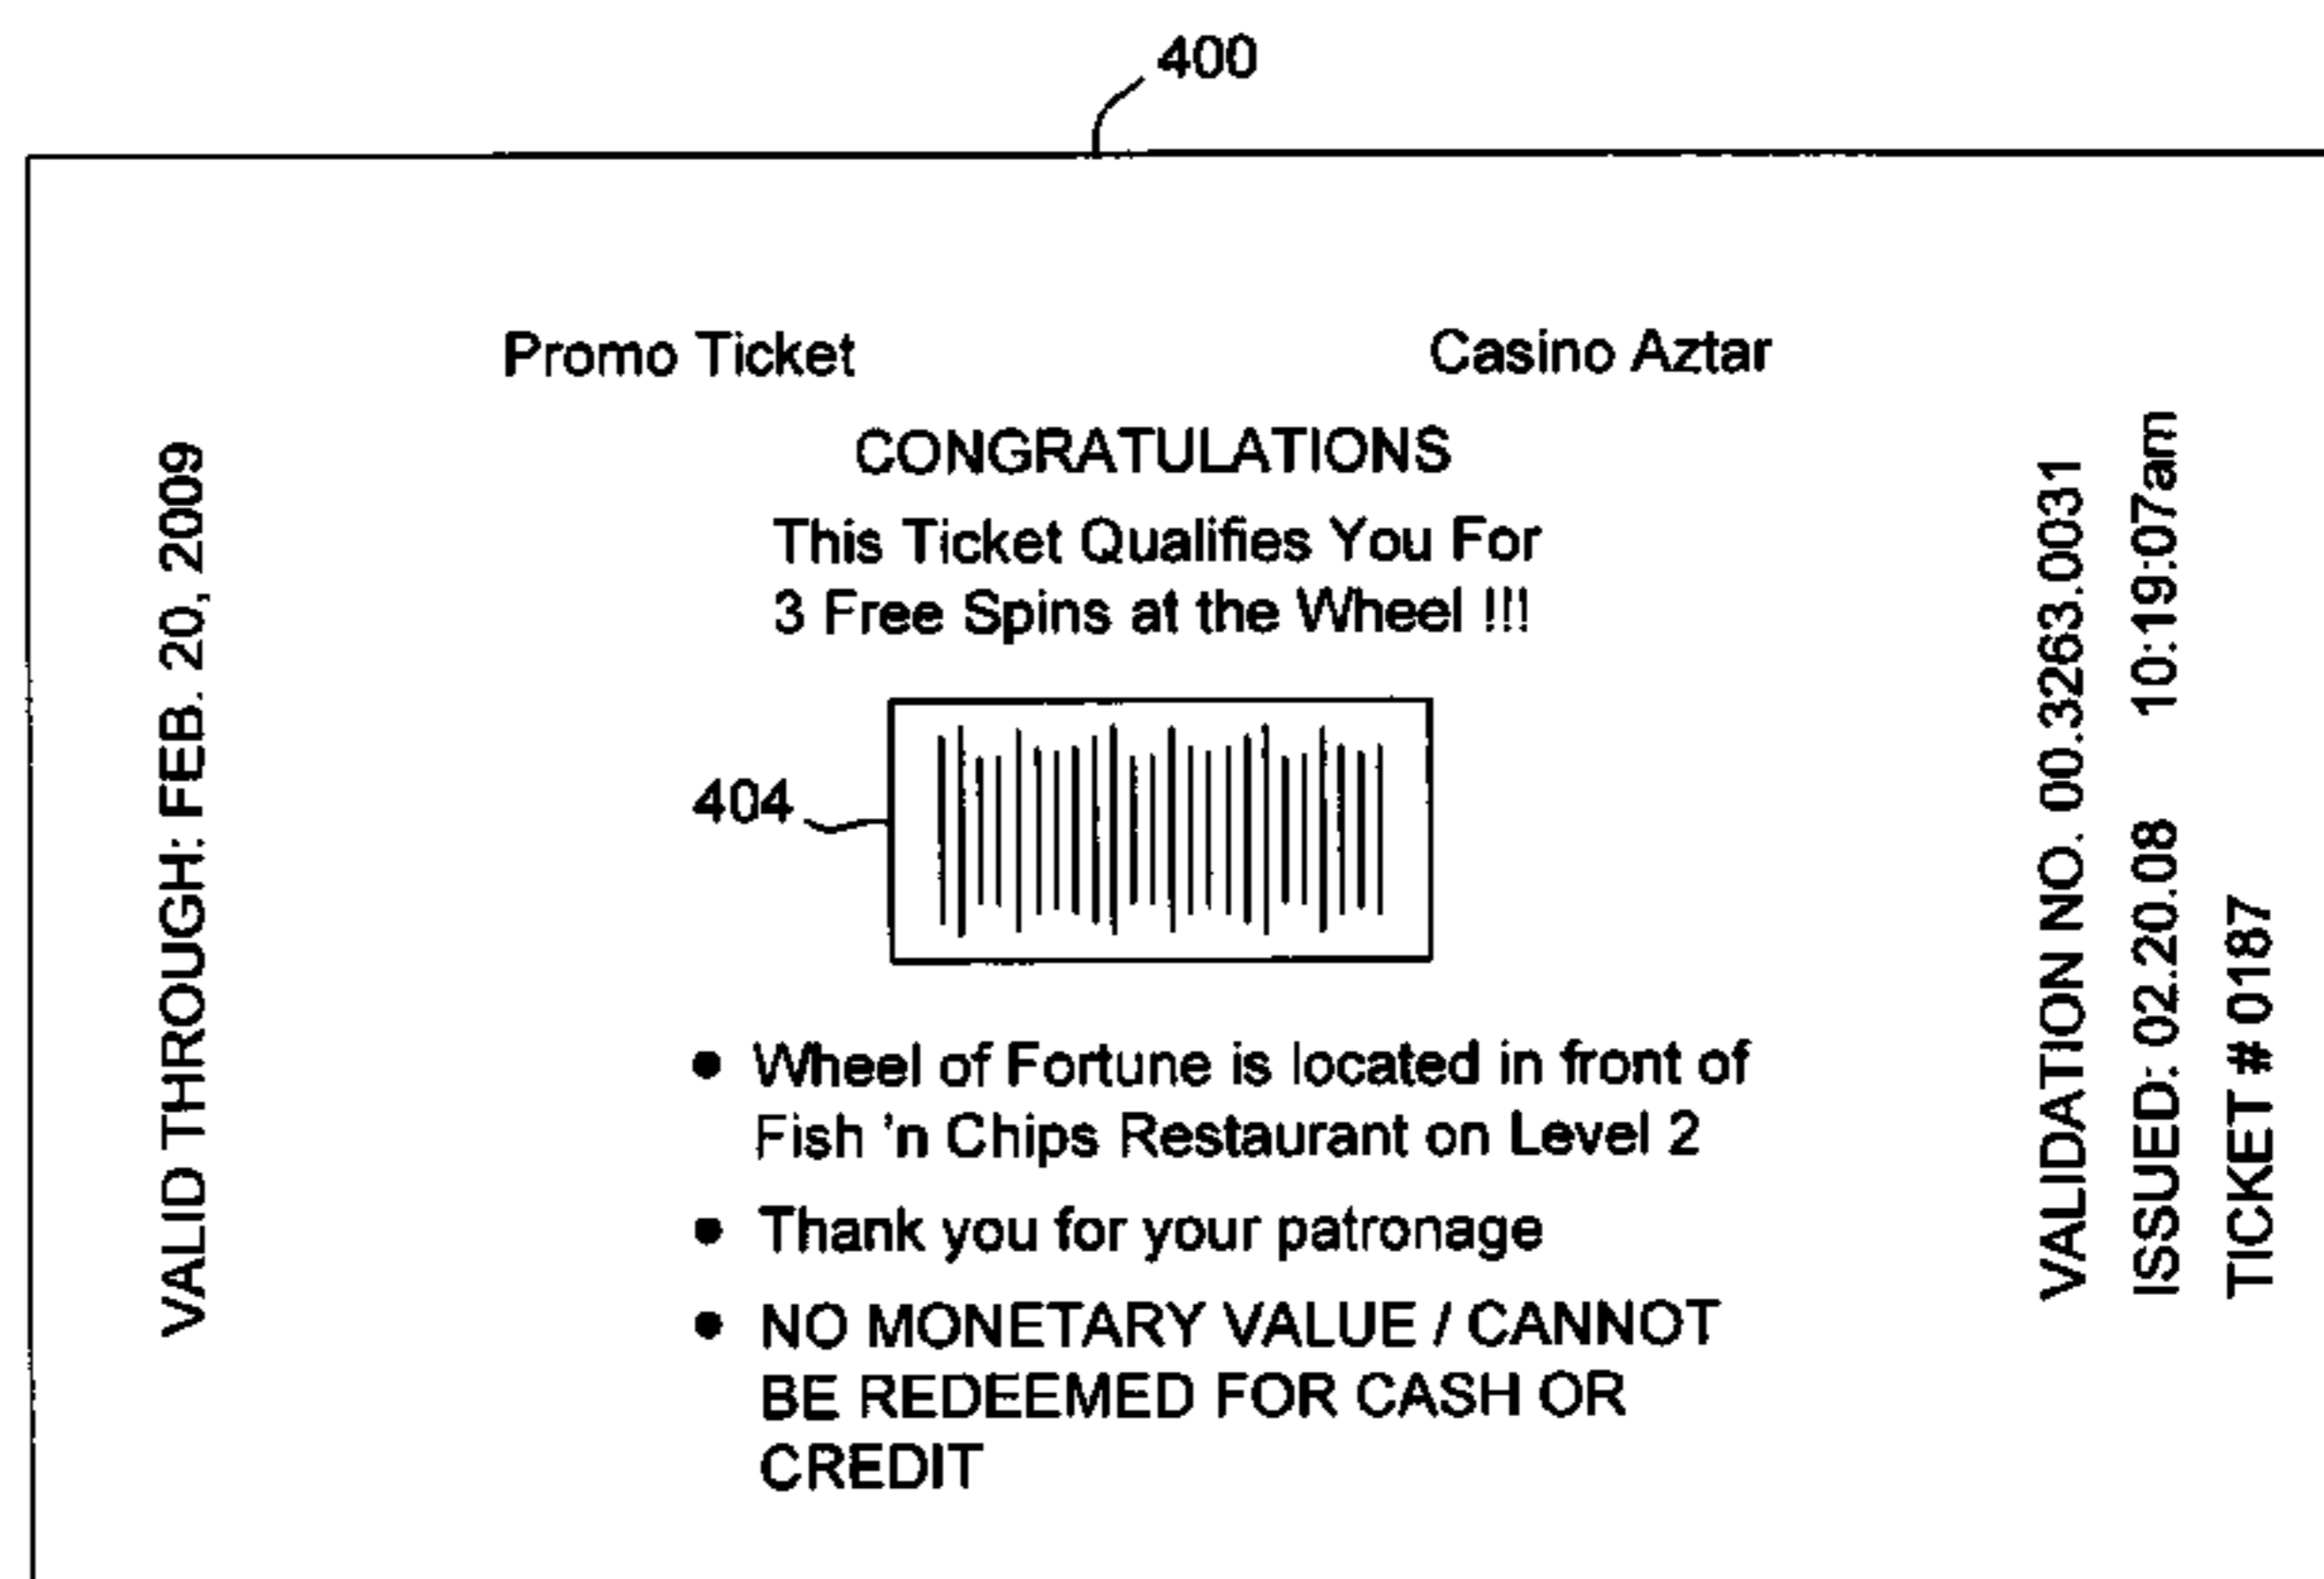 400
Promo Ticket Casino Aztar
CONGRATULATIONS
This Ticket Qualifies You For
3 Free Spins at the Wheel !!!
404
● Wheel of Fortune is located in front of
Fish 'n Chips Restaurant on Level 2
● Thank you for your patronage
● NO MONETARY VALUE / CANNOT
BE REDEEMED FOR CASH OR
CREDIT
VALID THROUGH: FEB. 20, 2009
VALIDATION NO. 00.3263.0031
ISSUED: 02.20.08 10:19:07am
TICKET # 0187